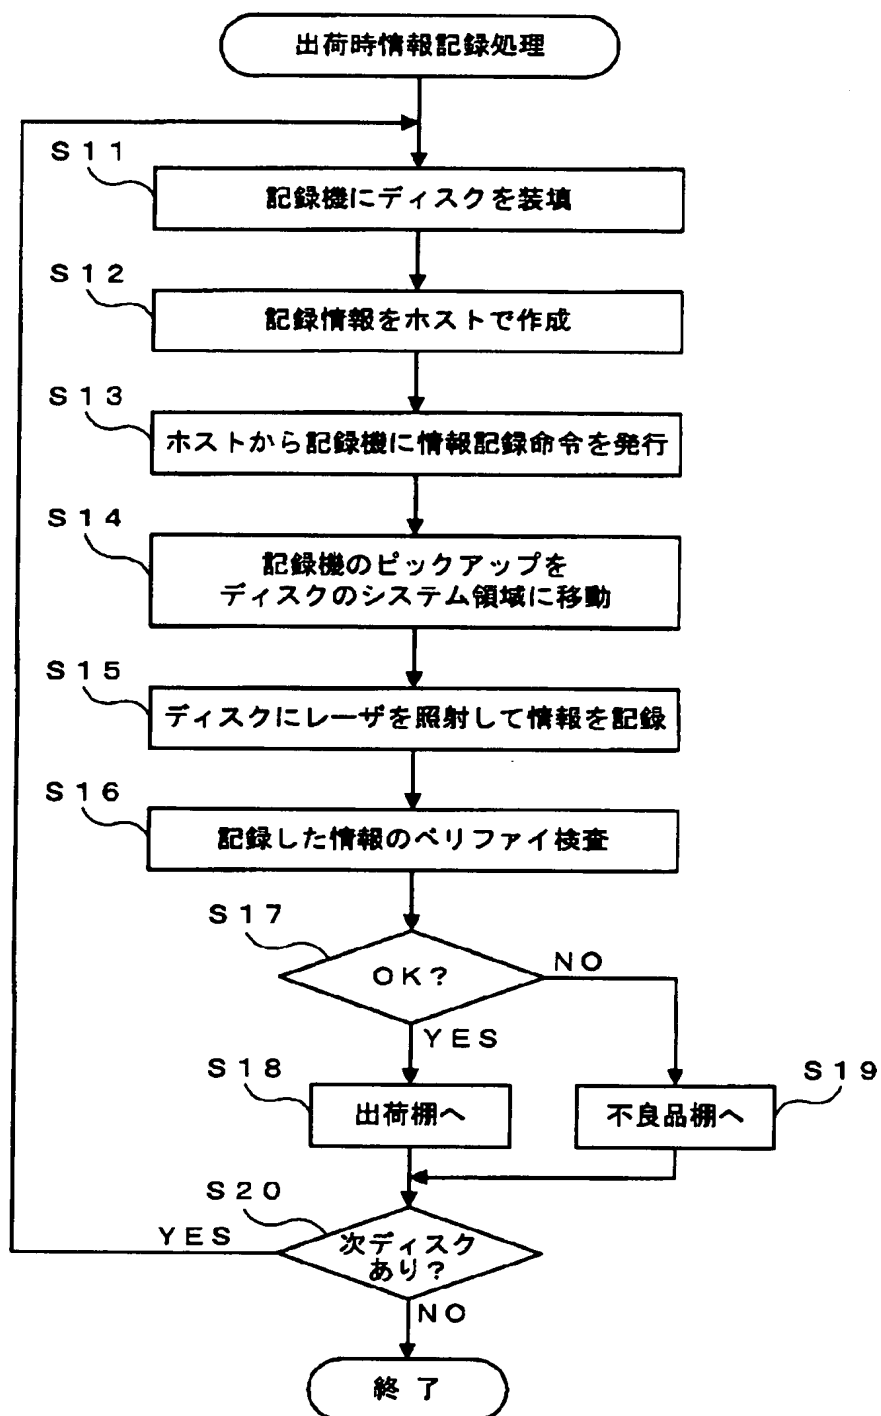 出荷時情報記録処理
S11
記録機にディスクを装填
S12
記録情報をホストで作成
S13
ホストから記録機に情報記録命令を発行
S14
記録機のピックアップを
ディスクのシステム領域に移動
S15
ディスクにレーザを照射して情報を記録
S16
記録した情報のベリファイ検査
S17
OK?
NO
YES
S18
出荷棚へ
S19
不良品棚へ
S20
YES
次ディスク
あり?
NO
終了